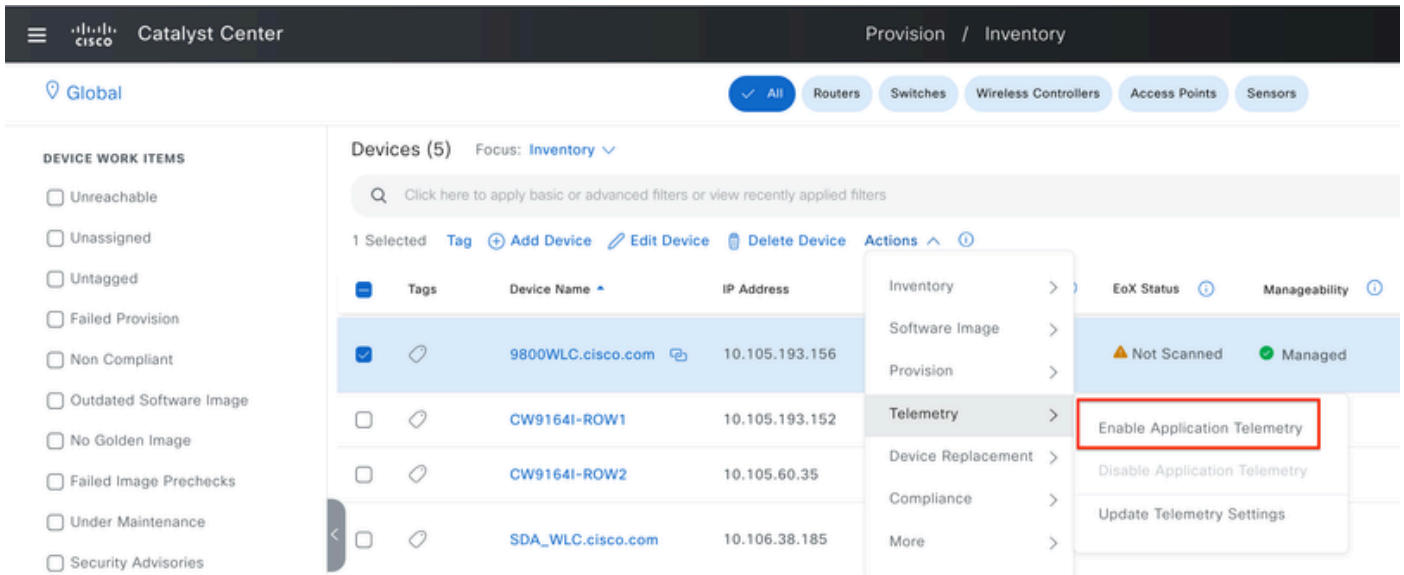 cisco Catalyst Center Provision / Inventory
Global All Routers Switches Wireless Controllers Access Points Sensors
DEVICE WORK ITEMS
Unreachable
Unassigned
Untagged
Failed Provision
Non Compliant
Outdated Software Image
No Golden Image
Failed Image Prechecks
Under Maintenance
Security Advisories
Devices (5) Focus: Inventory
Click here to apply basic or advanced filters or view recently applied filters
1 Selected Tag Add Device Edit Device Delete Device Actions
Tags Device Name IP Address EoX Status Manageability
9800WLC.cisco.com 10.105.193.156 Not Scanned Managed
CW9164I-ROW1 10.105.193.152
CW9164I-ROW2 10.105.60.35
SDA_WLC.cisco.com 10.106.38.185
Inventory
Software Image
Provision
Telemetry
Device Replacement
Compliance
More
Enable Application Telemetry
Disable Application Telemetry
Update Telemetry Settings